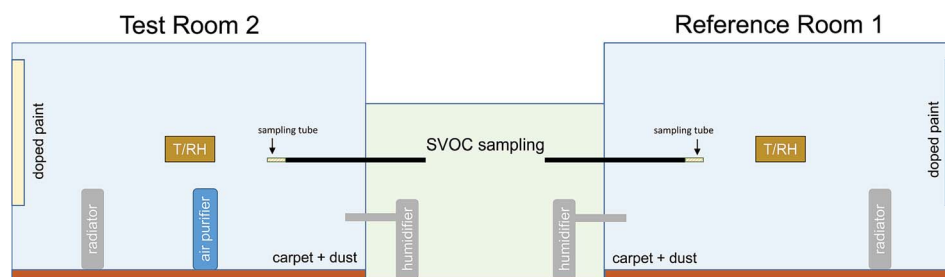 Test Room 2
Reference Room 1
doped paint
T/RH
sampling tube
SVOC sampling
sampling tube
T/RH
doped paint
radiator
air purifier
carpet + dust
humidifier
humidifier
carpet + dust
radiator